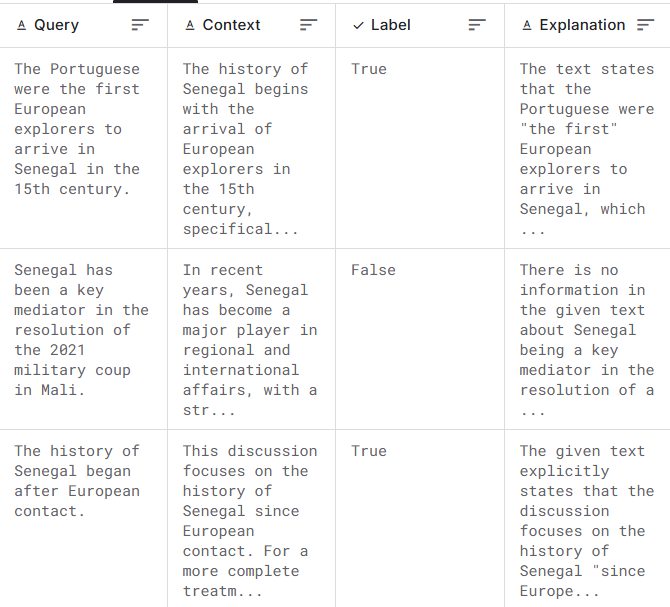 Query Context Label Explanation
The Portuguese
were the first
European
explorers to
arrive in
Senegal in the
15th century.
The history of
Senegal begins
with the
arrival of
European
explorers in
the 15th
century,
specifical...
True
The text states
that the
Portuguese were
"the first"
European
explorers to
arrive in
Senegal, which
...
Senegal has
been a key
mediator in the
resolution of
the 2021
military coup
in Mali.
In recent
years, Senegal
has become a
major player in
regional and
international
affairs, with a
str...
False
There is no
information in
the given text
about Senegal
being a key
mediator in the
resolution of a
...
The history of
Senegal began
after European
contact.
This discussion
focuses on the
history of
Senegal since
European
contact. For a
more complete
treatm...
True
The given text
explicitly
states that the
discussion
focuses on the
history of
Senegal "since
Europe...